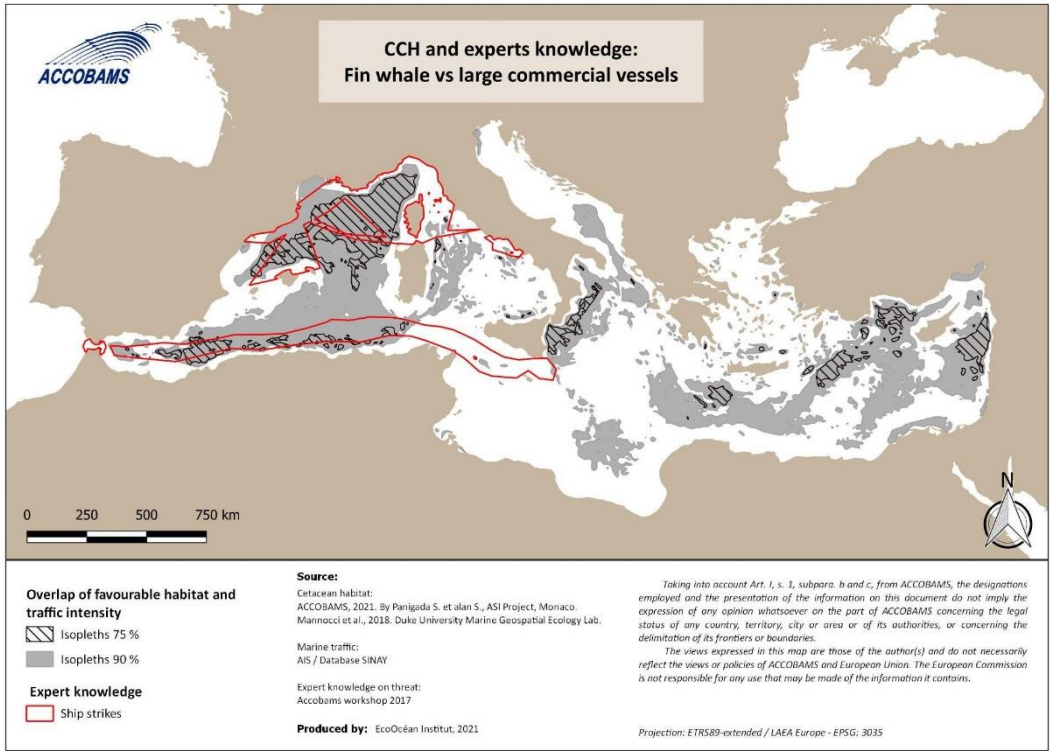 ACCOBAMS
CCH and experts knowledge:
Fin whale vs large commercial vessels
N
0 250 500 750 km
Overlap of favourable habitat and
traffic intensity
Isopleths 75 %
Isopleths 90 %
Expert knowledge
Ship strikes
Source:
Cetacean habitat:
ACCOBAMS, 2021. By Panigada S. et alan S., ASI Project, Monaco.
Mannocci et al., 2018. Duke University Marine Geospatial Ecology Lab.
Marine traffic:
AIS / Database SINAY
Expert knowledge on threat:
Accobams workshop 2017
Produced by: EcoOcéan Institut, 2021
Taking into account Art. I, s. 1, subpara. b and c, from ACCOBAMS, the designations
employed and the presentation of the information on this document do not imply the
expression of any opinion whatsoever on the part of ACCOBAMS concerning the legal
status of any country, territory, city or area or of its authorities, or concerning the
delimitation of its frontiers or boundaries.
The views expressed in this map are those of the author(s) and do not necessarily
reflect the views or policies of ACCOBAMS and European Union. The European Commission
is not responsible for any use that may be made of the information it contains.
Projection: ETRS89-extended / LAEA Europe - EPSG: 3035